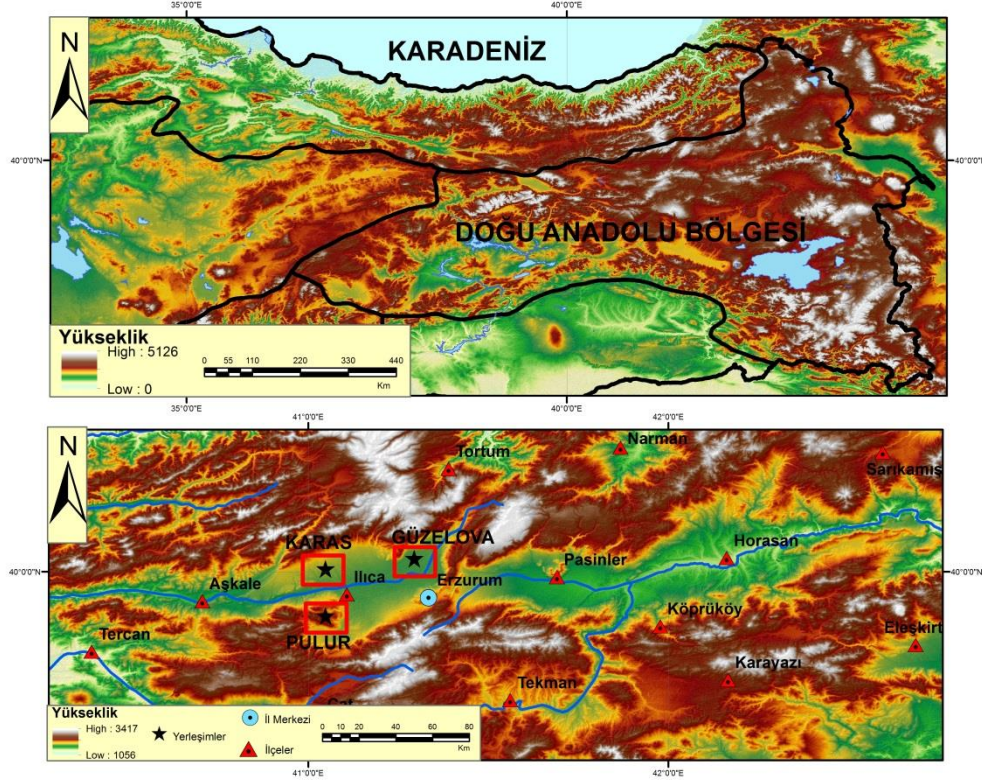 35°0'0"E 40°0'0"E
N
KARADENİZ
40°0'0"N 40°0'0"N
DOĞU ANADOLU BÖLGESİ
Yükseklik
High : 5126
Low : 0
0 55 110 220 330 440
Km
35°0'0"E 40°0'0"E
41°0'0"E 42°0'0"E
N
Narman
Tortum
Sarıkamış
GÜZELOVA
KARAS
Horasan
Pasinler
40°0'0"N 40°0'0"N
Aşkale
Ilıca
Erzurum
Köprüköy
PULUR
Eleşkirt
Tercan
Karayazı
Tekman
Çat
Yükseklik
High : 3417
Low : 1056
Yerleşimler
İl Merkezi
İlçeler
0 10 20 40 60 80
Km
41°0'0"E 42°0'0"E